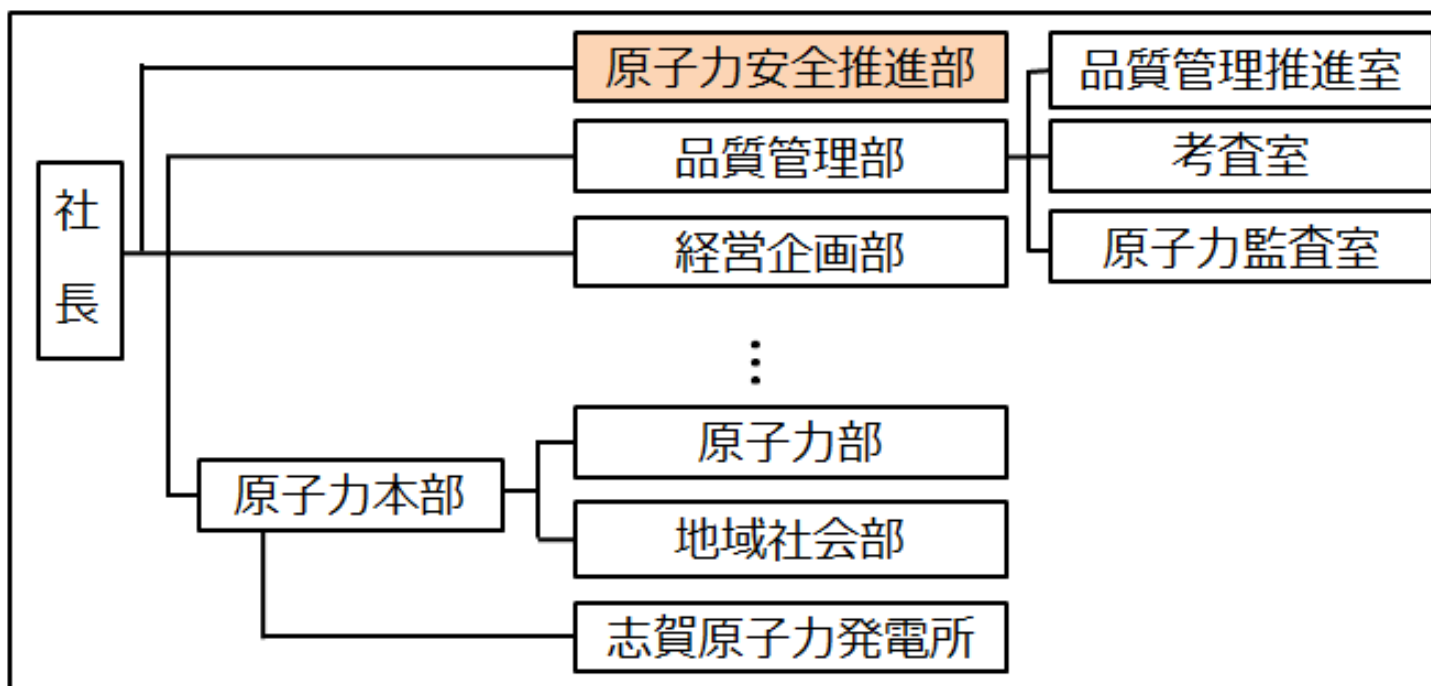 社長
原子力安全推進部
品質管理部
経営企画部
品質管理推進室
考査室
原子力監査室
⋮
原子力本部
原子力部
地域社会部
志賀原子力発電所